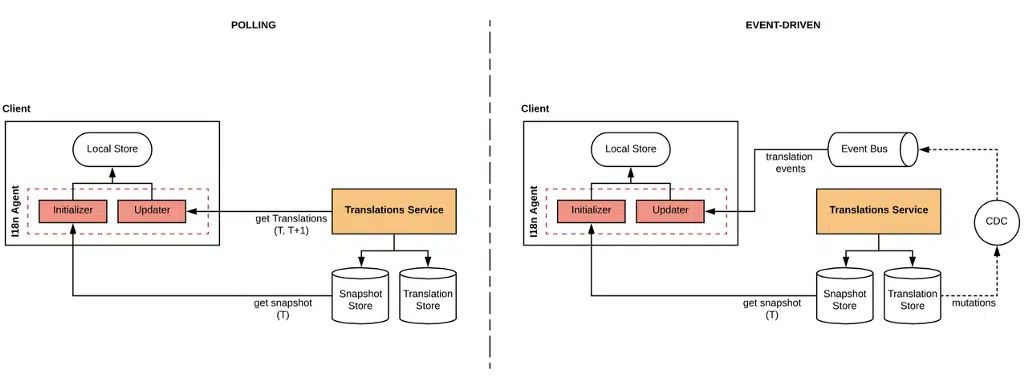 POLLING
Client
Local Store
I18n Agent
Initializer
Updater
get Translations
(T, T+1)
Translations Service
get snapshot
(T)
Snapshot
Store
Translation
Store
EVENT-DRIVEN
Client
Local Store
I18n Agent
Initializer
Updater
translation
events
Event Bus
Translations Service
CDC
get snapshot
(T)
Snapshot
Store
Translation
Store
mutations